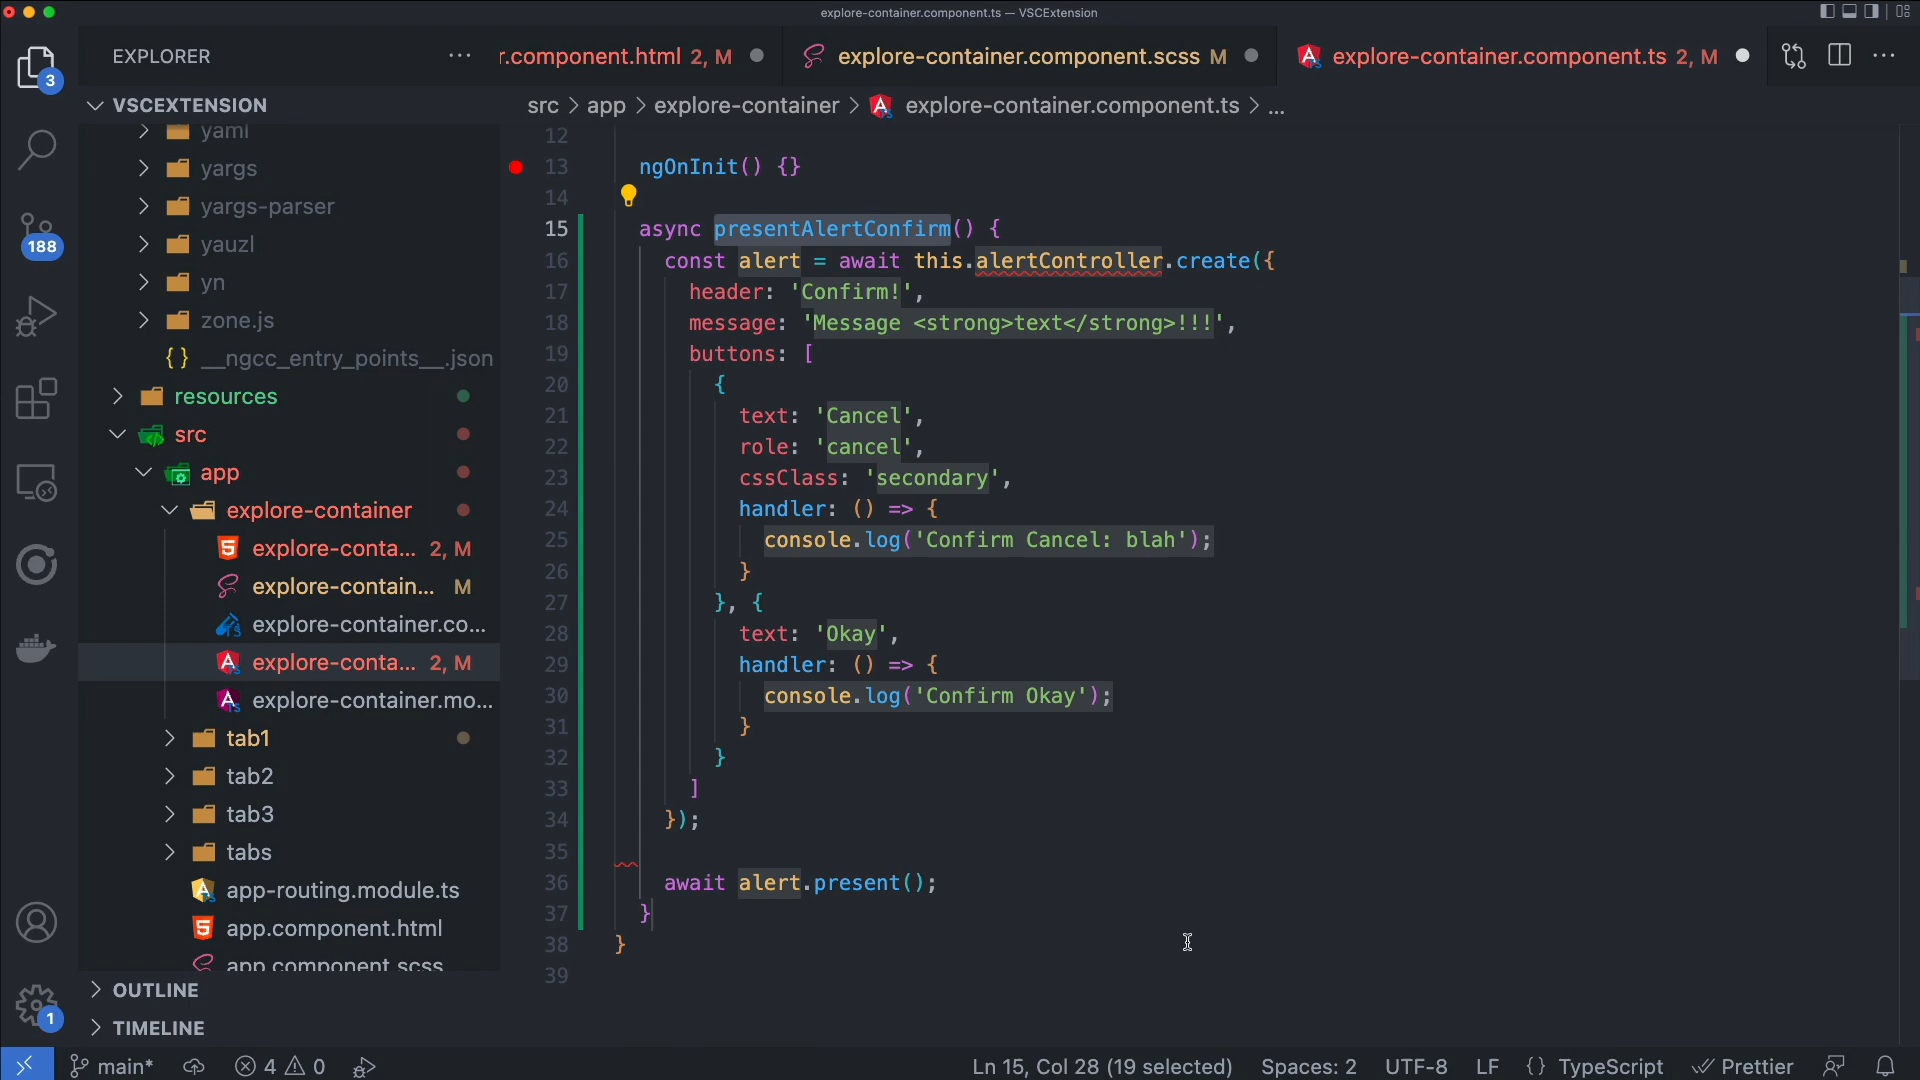 explore-container.component.ts — VSCExtension
EXPLORER
r.component.html 2, M
explore-container.component.scss M
explore-container.component.ts 2, M
3
VSCEXTENSION
src > app > explore-container > explore-container.component.ts > ...
yaml
yargs
yargs-parser
yauzl
yn
zone.js
__ngcc_entry_points__.json
resources
src
app
explore-container
explore-conta... 2, M
explore-contain... M
explore-container.co...
explore-conta... 2, M
explore-container.mo...
tab1
tab2
tab3
tabs
app-routing.module.ts
app.component.html
app.component.scss
OUTLINE
TIMELINE
188
1
12
13 ngOnInit() {}
14
15 async presentAlertConfirm() {
16 const alert = await this.alertController.create({
17 header: 'Confirm!',
18 message: 'Message <strong>text</strong>!!!',
19 buttons: [
20 {
21 text: 'Cancel',
22 role: 'cancel',
23 cssClass: 'secondary',
24 handler: () => {
25 console.log('Confirm Cancel: blah');
26 }
27 }, {
28 text: 'Okay',
29 handler: () => {
30 console.log('Confirm Okay');
31 }
32 }
33 ]
34 });
35
36 await alert.present();
37 }
38 }
39
main* 4 0 Ln 15, Col 28 (19 selected) Spaces: 2 UTF-8 LF {} TypeScript Prettier